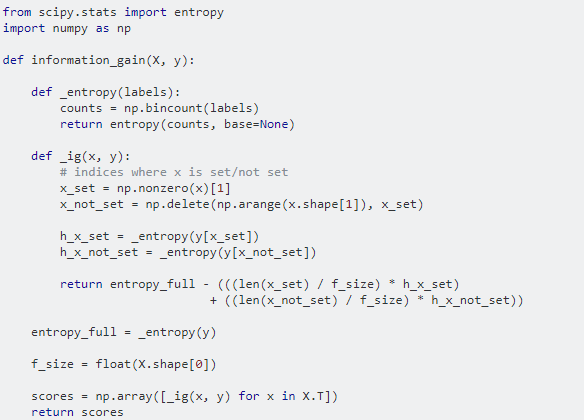 from scipy.stats import entropy
import numpy as np

def information_gain(X, y):

    def _entropy(labels):
        counts = np.bincount(labels)
        return entropy(counts, base=None)

    def _ig(x, y):
        # indices where x is set/not set
        x_set = np.nonzero(x)[1]
        x_not_set = np.delete(np.arange(x.shape[1]), x_set)

        h_x_set = _entropy(y[x_set])
        h_x_not_set = _entropy(y[x_not_set])

        return entropy_full - (((len(x_set) / f_size) * h_x_set)
                             + ((len(x_not_set) / f_size) * h_x_not_set))

    entropy_full = _entropy(y)

    f_size = float(X.shape[0])

    scores = np.array([_ig(x, y) for x in X.T])
    return scores